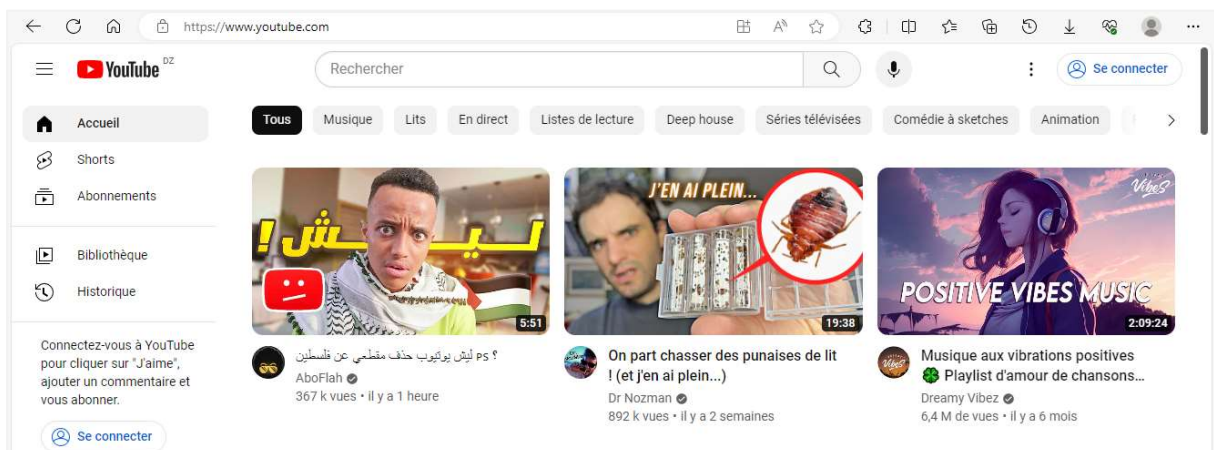 https://www.youtube.com
YouTube DZ
Rechercher
Se connecter
Accueil
Shorts
Abonnements
Bibliothèque
Historique
Connectez-vous à YouTube
pour cliquer sur "J'aime",
ajouter un commentaire et
vous abonner.
Se connecter
Tous
Musique
Lits
En direct
Listes de lecture
Deep house
Séries télévisées
Comédie à sketches
Animation
ليش !
5:51
؟ PS ليش يوتيوب حذف مقطعي عن فلسطين
AboFlah
367 k vues • il y a 1 heure
J'EN AI PLEIN...
19:38
On part chasser des punaises de lit
! (et j'en ai plein...)
Dr Nozman
892 k vues • il y a 2 semaines
Vibes
POSITIVE VIBES MUSIC
2:09:24
Vibes
Musique aux vibrations positives
🍀 Playlist d'amour de chansons...
Dreamy Vibez
6,4 M de vues • il y a 6 mois